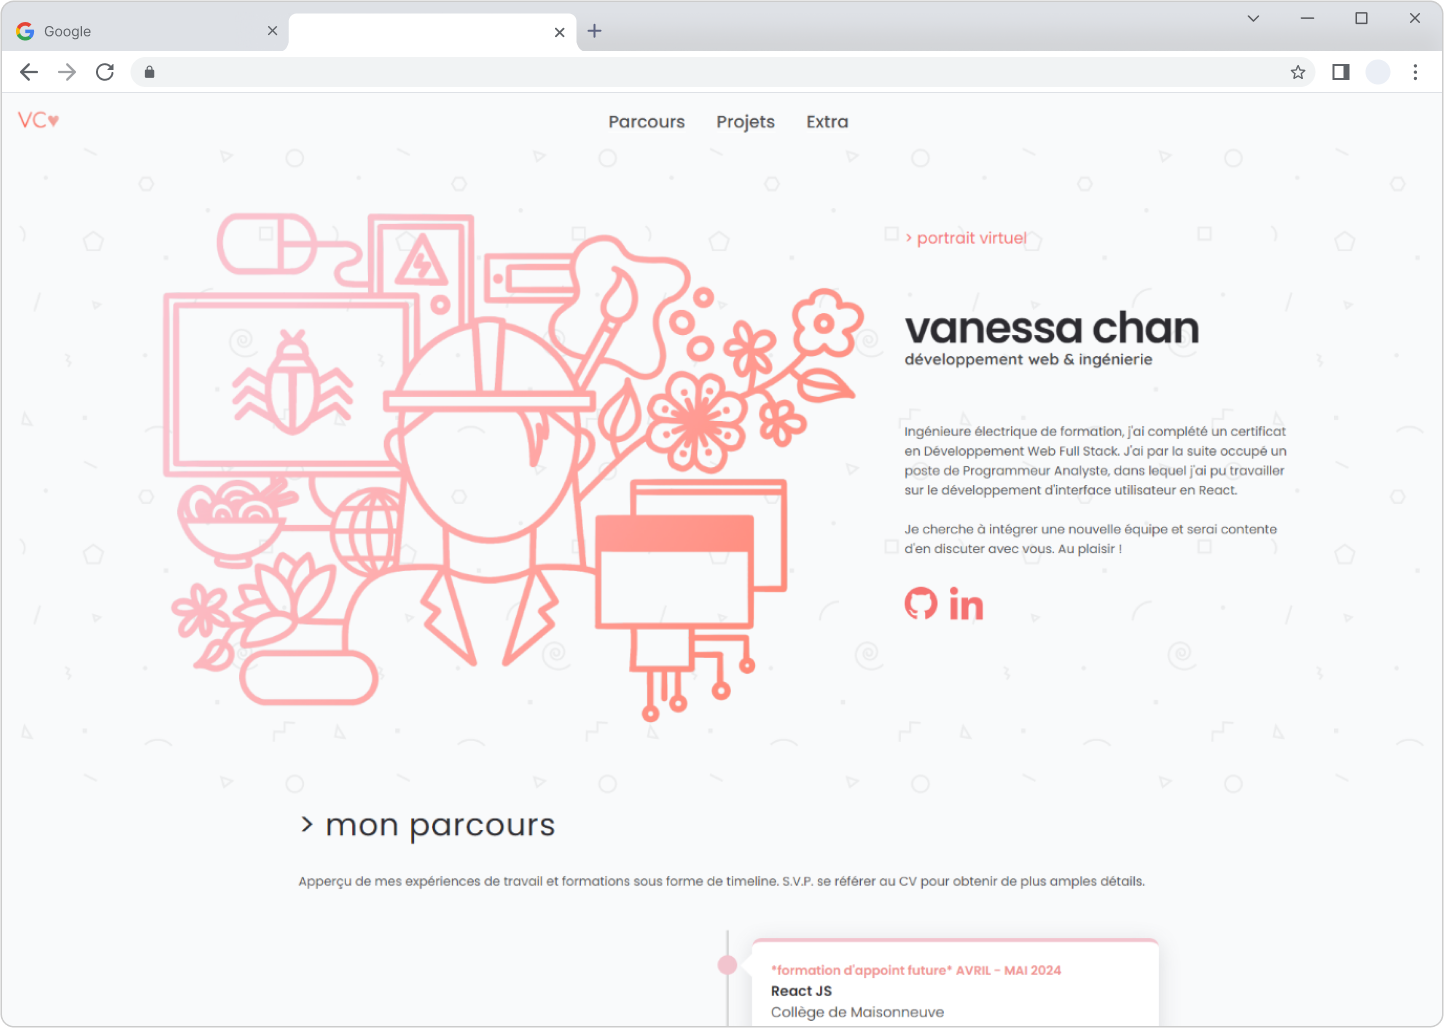 Google
VC♥
Parcours Projets Extra
> portrait virtuel
vanessa chan
développement web & ingénierie
Ingénieure électrique de formation, j'ai complété un certificat
en Développement Web Full Stack. J'ai par la suite occupé un
poste de Programmeur Analyste, dans lequel j'ai pu travailler
sur le développement d'interface utilisateur en React.
Je cherche à intégrer une nouvelle équipe et serai contente
d'en discuter avec vous. Au plaisir !
in
> mon parcours
Apperçu de mes expériences de travail et formations sous forme de timeline. S.V.P. se référer au CV pour obtenir de plus amples détails.
*formation d'appoint future* AVRIL - MAI 2024
React JS
Collège de Maisonneuve